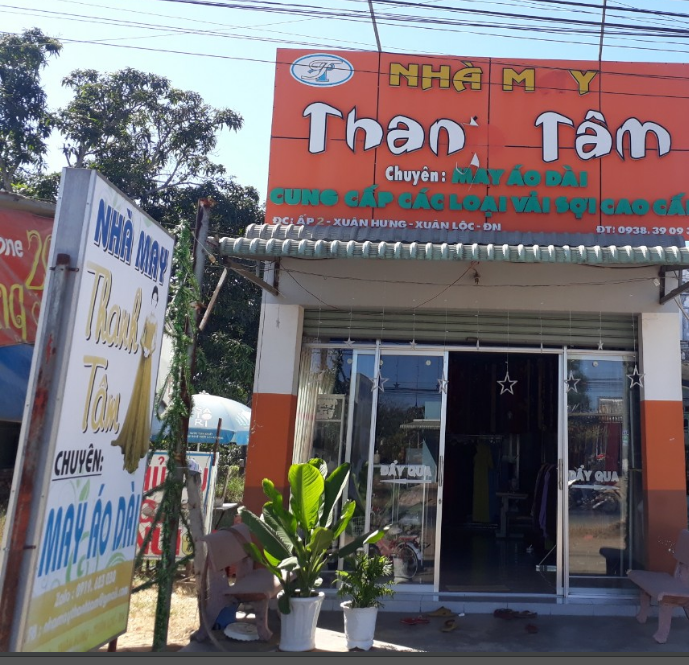 NHÀ M Y
Than Tâm
Chuyên: MAY ÁO DÀI
CUNG CẤP CÁC LOẠI VẢI SỢI CAO CẤ
ĐC: ẤP 2 - XUÂN HƯNG - XUÂN LỘC - ĐN
ĐT: 0938. 39 09 3
NHÀ MAY
Thanh
Tâm
CHUYÊN:
MAY ÁO DÀI
Zalo:
ĐẨY QUA
ĐẨY QUA